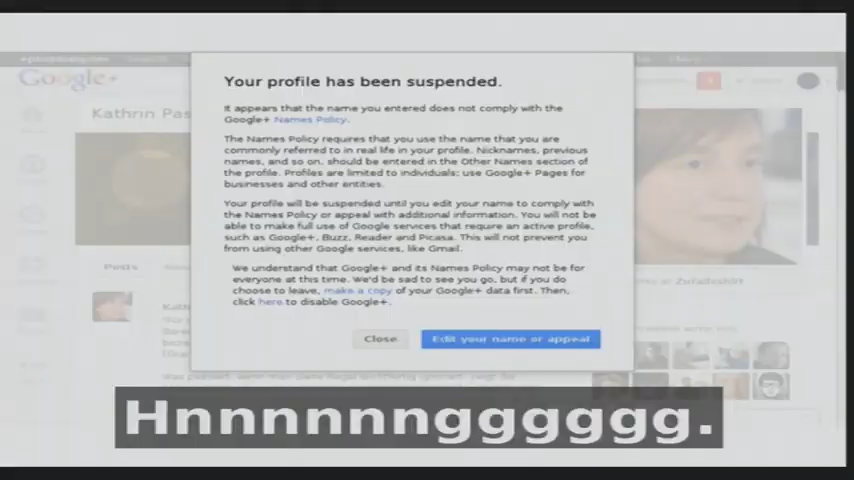 Google+
Kathrin Pas
Your profile has been suspended.
It appears that the name you entered does not comply with the
Google+ Names Policy.
The Names Policy requires that you use the name that you are
commonly referred to in real life in your profile. Nicknames, previous
names, and so on, should be entered in the Other Names section of
the profile. Profiles are limited to individuals; use Google+ Pages for
businesses and other entities.
Your profile will be suspended until you edit your name to comply with
the Names Policy or appeal with additional information. You will not be
able to make full use of Google services that require an active profile,
such as Google+, Buzz, Reader and Picasa. This will not prevent you
from using other Google services, like Gmail.
We understand that Google+ and its Names Policy may not be for
everyone at this time. We'd be sad to see you go, but if you do
choose to leave, make a copy of your Google+ data first. Then,
click here to disable Google+.
Posts
Close
Edit your name or appeal
Hnnnnnnggggg.